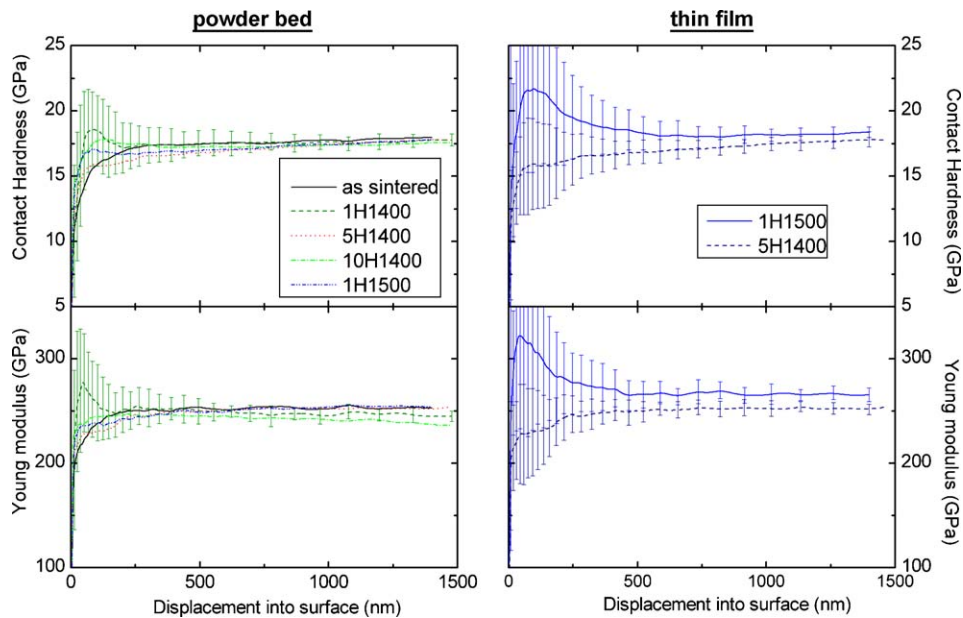 powder bed
thin film
25
20
15
10
5
Contact Hardness (GPa)
as sintered
1H1400
5H1400
10H1400
1H1500
25
20
15
10
5
Contact Hardness (GPa)
1H1500
5H1400
300
200
100
Young modulus (GPa)
0
500
1000
1500
Displacement into surface (nm)
300
200
100
Young modulus (GPa)
0
500
1000
1500
Displacement into surface (nm)